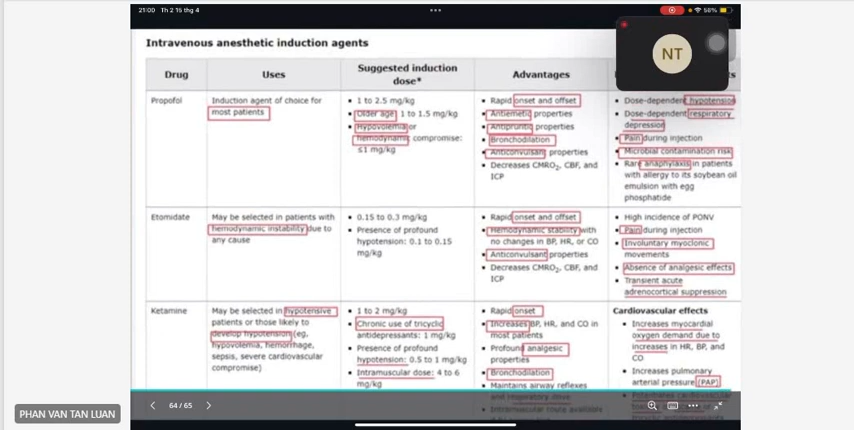 21:00 Th 2 15 thg 4
58%
NT
Intravenous anesthetic induction agents
Drug
Uses
Suggested induction
dose*
Advantages
Propofol
Induction agent of choice for
most patients
• 1 to 2.5 mg/kg
• Older age: 1 to 1.5 mg/kg
• Hypovolemia or
hemodynamic compromise:
≤1 mg/kg
• Rapid onset and offset
• Antiemetic properties
• Antipruritic properties
• Bronchodilation
• Anticonvulsant properties
• Decreases CMRO2, CBF, and
ICP
• Dose-dependent hypotension
• Dose-dependent respiratory
depression
• Pain during injection
• Microbial contamination risk
• Rare anaphylaxis in patients
with allergy to its soybean oil
emulsion with egg
phosphatide
Etomidate
May be selected in patients with
hemodynamic instability due to
any cause
• 0.15 to 0.3 mg/kg
• Presence of profound
hypotension: 0.1 to 0.15
mg/kg
• Rapid onset and offset
• Hemodynamic stability with
no changes in BP, HR, or CO
• Anticonvulsant properties
• Decreases CMRO2, CBF, and
ICP
• High incidence of PONV
• Pain during injection
• Involuntary myoclonic
movements
• Absence of analgesic effects
• Transient acute
adrenocortical suppression
Ketamine
May be selected in hypotensive
patients or those likely to
develop hypotension (eg,
hypovolemia, hemorrhage,
sepsis, severe cardiovascular
compromise)
• 1 to 2 mg/kg
• Chronic use of tricyclic
antidepressants: 1 mg/kg
• Presence of profound
hypotension: 0.5 to 1 mg/kg
• Intramuscular dose: 4 to 6
mg/kg
• Rapid onset
• Increases BP, HR, and CO in
most patients
• Profound analgesic
properties
• Bronchodilation
• Maintains airway reflexes
and respiratory drive
• Intramuscular route available
Cardiovascular effects
• Increases myocardial
oxygen demand due to
increases in HR, BP, and
CO
• Increases pulmonary
arterial pressure (PAP)
• Potentiates cardiovascular
64 / 65
PHAN VAN TAN LUAN